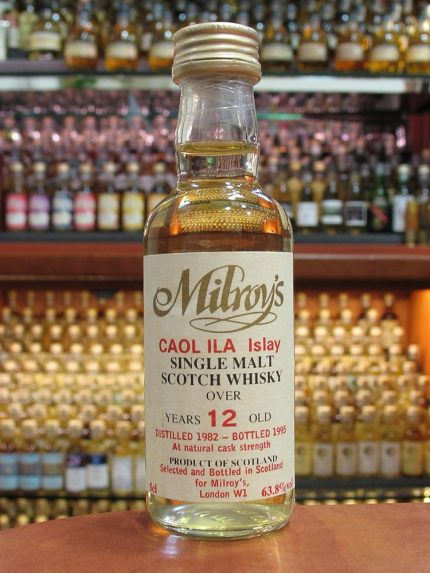 Milroy's
CAOL ILA Islay
SINGLE MALT
SCOTCH WHISKY
OVER
YEARS 12 OLD
DISTILLED 1982 – BOTTLED 1995
At natural cask strength
PRODUCT OF SCOTLAND
Selected and Bottled in Scotland
5cl for Milroy's, 63.8%
London W1